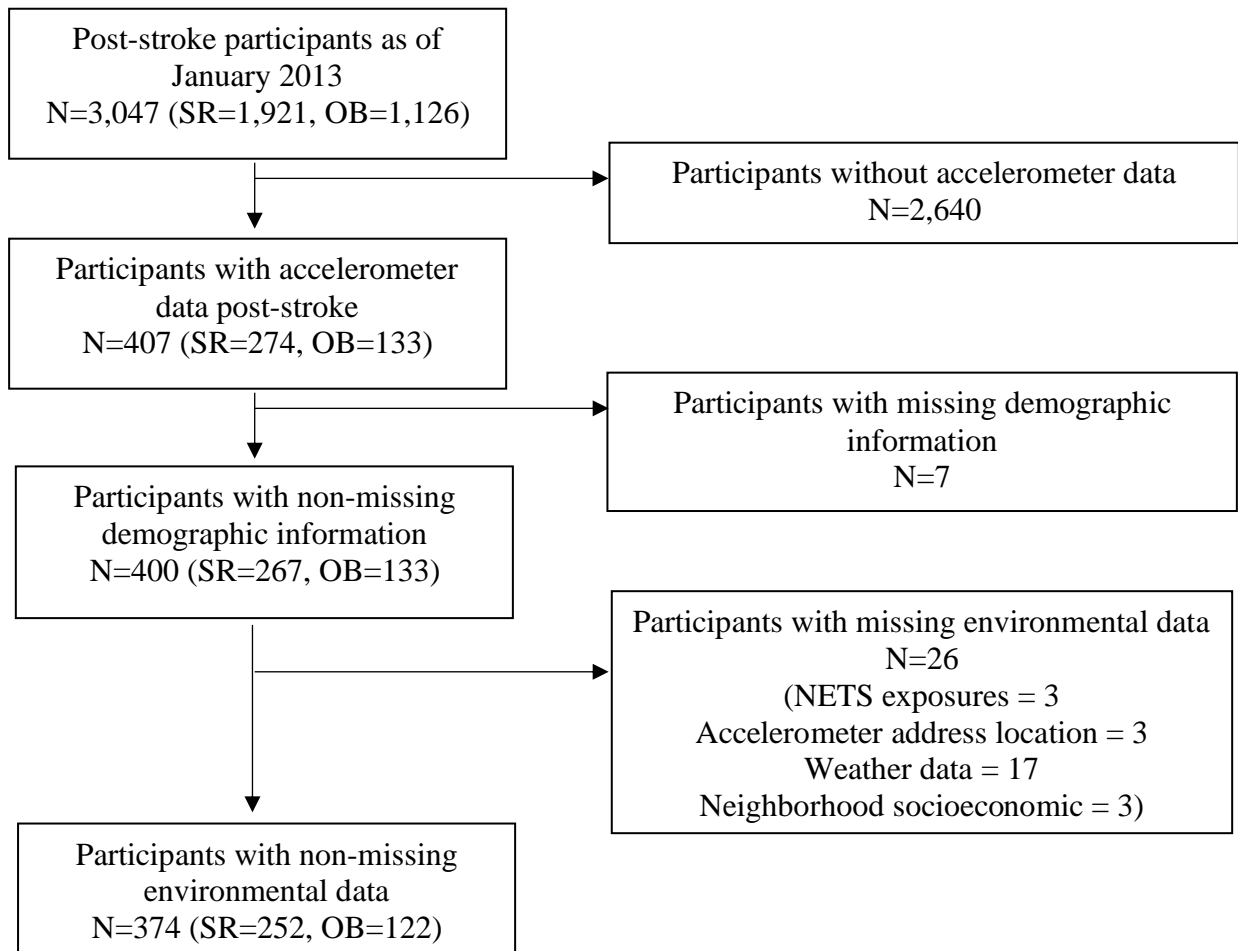 Post-stroke participants as of
January 2013
N=3,047 (SR=1,921, OB=1,126)
Participants without accelerometer data
N=2,640
Participants with accelerometer
data post-stroke
N=407 (SR=274, OB=133)
Participants with missing demographic
information
N=7
Participants with non-missing
demographic information
N=400 (SR=267, OB=133)
Participants with missing environmental data
N=26
(NETS exposures = 3
Accelerometer address location = 3
Weather data = 17
Neighborhood socioeconomic = 3)
Participants with non-missing
environmental data
N=374 (SR=252, OB=122)